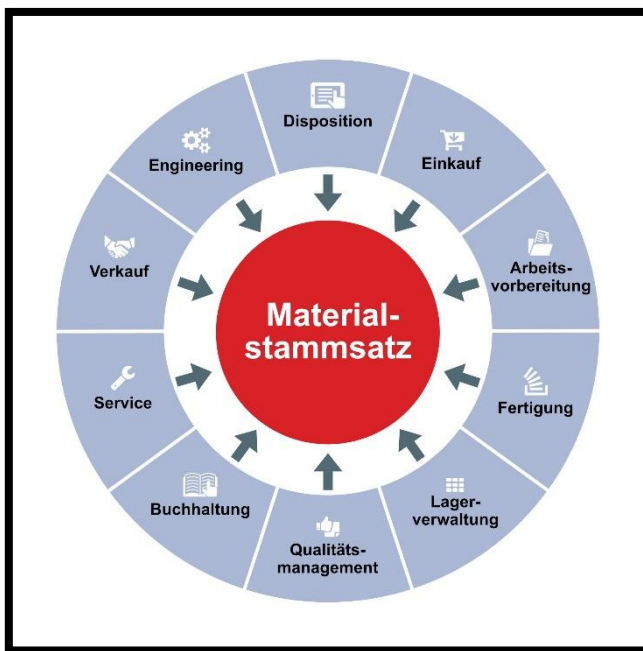 Disposition
Einkauf
Arbeits-
vorbereitung
Fertigung
Lager-
verwaltung
Qualitäts-
management
Buchhaltung
Service
Verkauf
Engineering
Material-
stammsatz